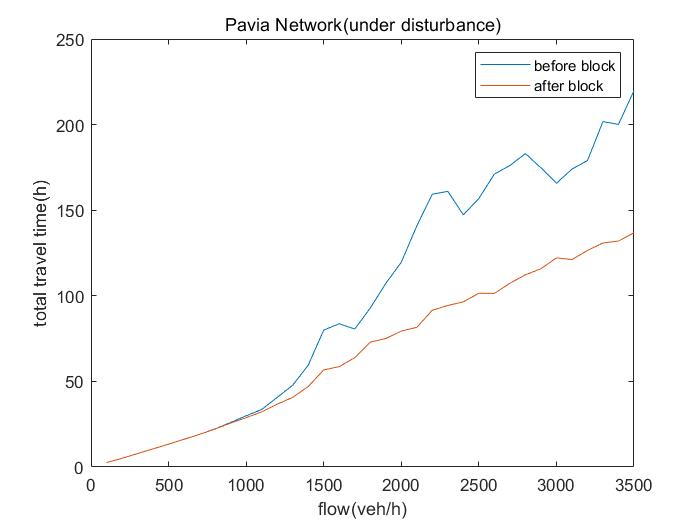 Pavia Network(under disturbance)
250
200
150
100
50
0
total travel time(h)
before block
after block
0 500 1000 1500 2000 2500 3000 3500
flow(veh/h)